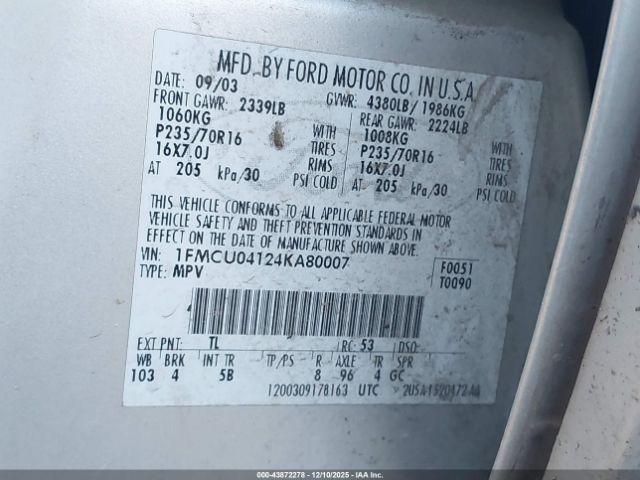 MFD. BY FORD MOTOR CO. IN U.S.A.
DATE: 09/03 GVWR: 4380LB/ 1986KG
FRONT GAWR: 2339LB REAR GAWR: 2224LB
1060KG WITH 1008KG WITH
P235/70R16 TIRES P235/70R16 TIRES
16X7.0J RIMS 16X7.0J RIMS
AT 205 kPa/30 PSI COLD AT 205 kPa/30 PSI COLD
THIS VEHICLE CONFORMS TO ALL APPLICABLE FEDERAL MOTOR
VEHICLE SAFETY AND THEFT PREVENTION STANDARDS IN
EFFECT ON THE DATE OF MANUFACTURE SHOWN ABOVE.
VIN: 1FMCU04124KA80007 F0051
TYPE: MPV T0090
EXT PNT: TL RC: 53 DSO:
WB BRK INT TR TP/PS R AXLE TR SPR
103 4 5B 8 96 4 GC
1200309178163 UTC
000-43872278 - 12/10/2025 - IAA Inc.